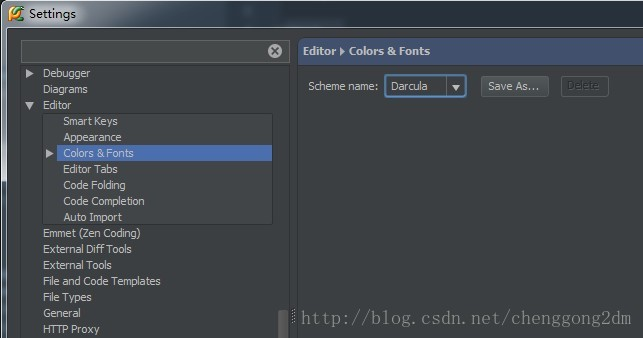 Settings
Debugger
Diagrams
Editor
Smart Keys
Appearance
Colors & Fonts
Editor Tabs
Code Folding
Code Completion
Auto Import
Emmet (Zen Coding)
External Diff Tools
External Tools
File and Code Templates
File Types
General
HTTP Proxy
Editor ▸ Colors & Fonts
Scheme name: Darcula Save As... Delete
http://blog.csdn.net/chenggong2dm